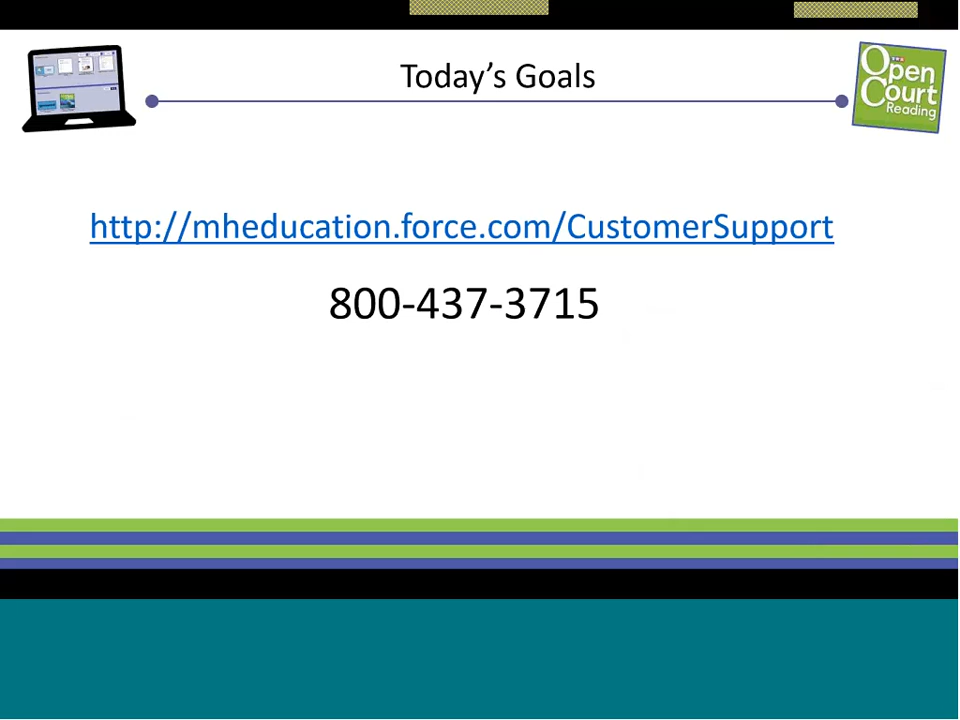 Today's Goals
Open
Court
Reading
http://mheducation.force.com/CustomerSupport
800-437-3715